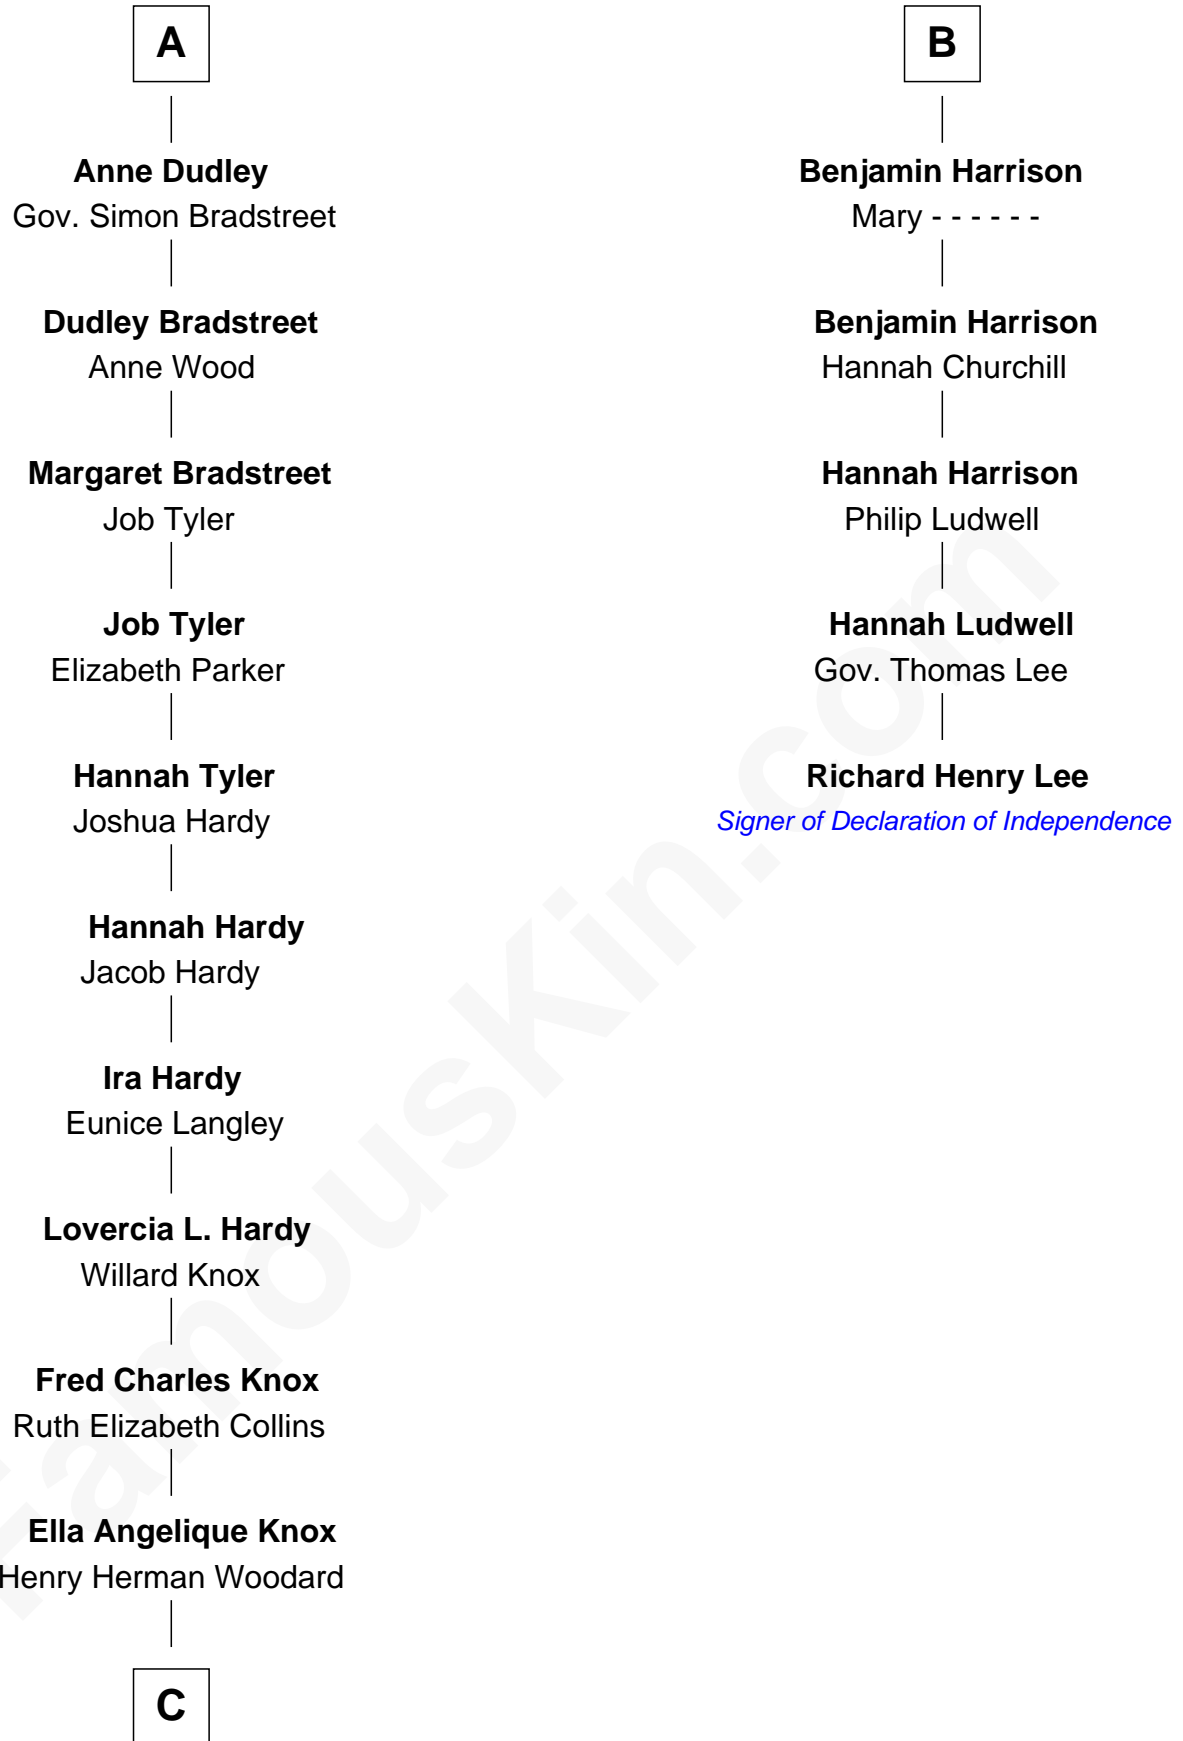 A
Anne Dudley
Gov. Simon Bradstreet
Dudley Bradstreet
Anne Wood
Margaret Bradstreet
Job Tyler
Job Tyler
Elizabeth Parker
Hannah Tyler
Joshua Hardy
Hannah Hardy
Jacob Hardy
Ira Hardy
Eunice Langley
Lovercia L. Hardy
Willard Knox
Fred Charles Knox
Ruth Elizabeth Collins
Ella Angelique Knox
Henry Herman Woodard
C
B
Benjamin Harrison
Mary - - - - - -
Benjamin Harrison
Hannah Churchill
Hannah Harrison
Philip Ludwell
Hannah Ludwell
Gov. Thomas Lee
Richard Henry Lee
Signer of Declaration of Independence
FamousKin.com